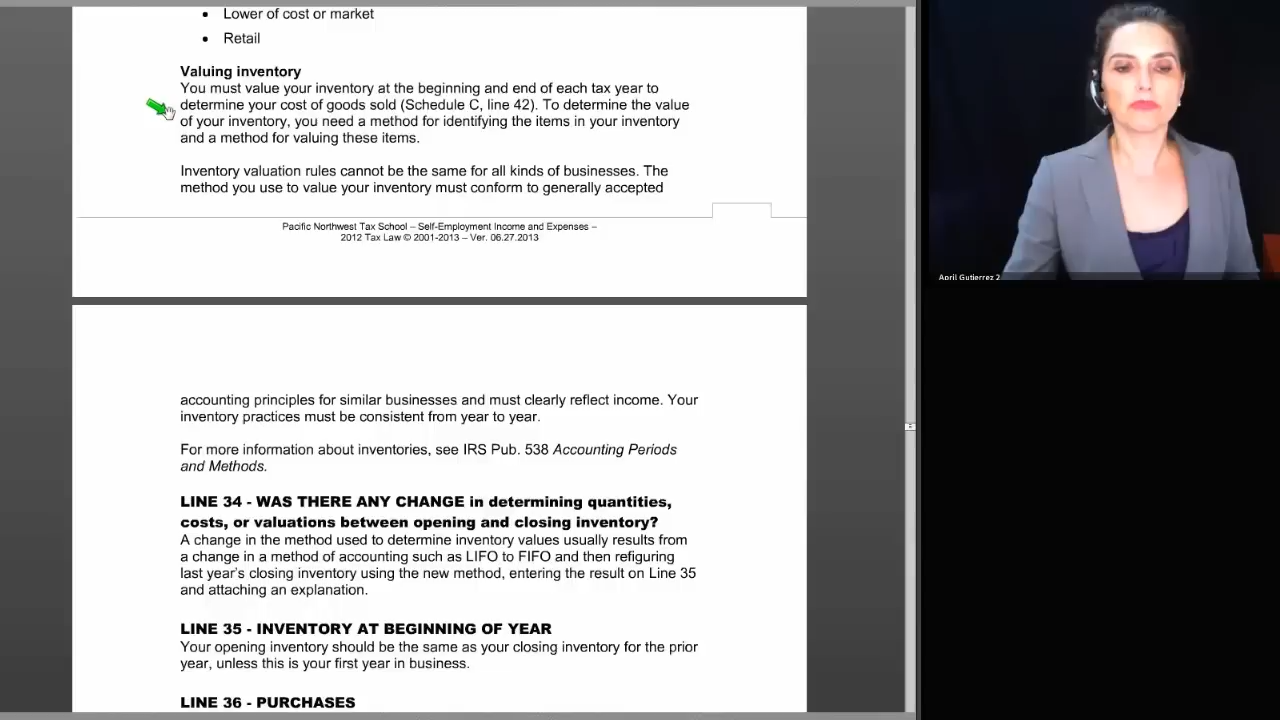 • Lower of cost or market
• Retail
Valuing inventory
You must value your inventory at the beginning and end of each tax year to
determine your cost of goods sold (Schedule C, line 42). To determine the value
of your inventory, you need a method for identifying the items in your inventory
and a method for valuing these items.
Inventory valuation rules cannot be the same for all kinds of businesses. The
method you use to value your inventory must conform to generally accepted
Pacific Northwest Tax School – Self-Employment Income and Expenses –
2012 Tax Law © 2001-2013 – Ver. 06.27.2013
accounting principles for similar businesses and must clearly reflect income. Your
inventory practices must be consistent from year to year.
For more information about inventories, see IRS Pub. 538 Accounting Periods
and Methods.
LINE 34 - WAS THERE ANY CHANGE in determining quantities,
costs, or valuations between opening and closing inventory?
A change in the method used to determine inventory values usually results from
a change in a method of accounting such as LIFO to FIFO and then refiguring
last year's closing inventory using the new method, entering the result on Line 35
and attaching an explanation.
LINE 35 - INVENTORY AT BEGINNING OF YEAR
Your opening inventory should be the same as your closing inventory for the prior
year, unless this is your first year in business.
LINE 36 - PURCHASES
April Gutierrez 2